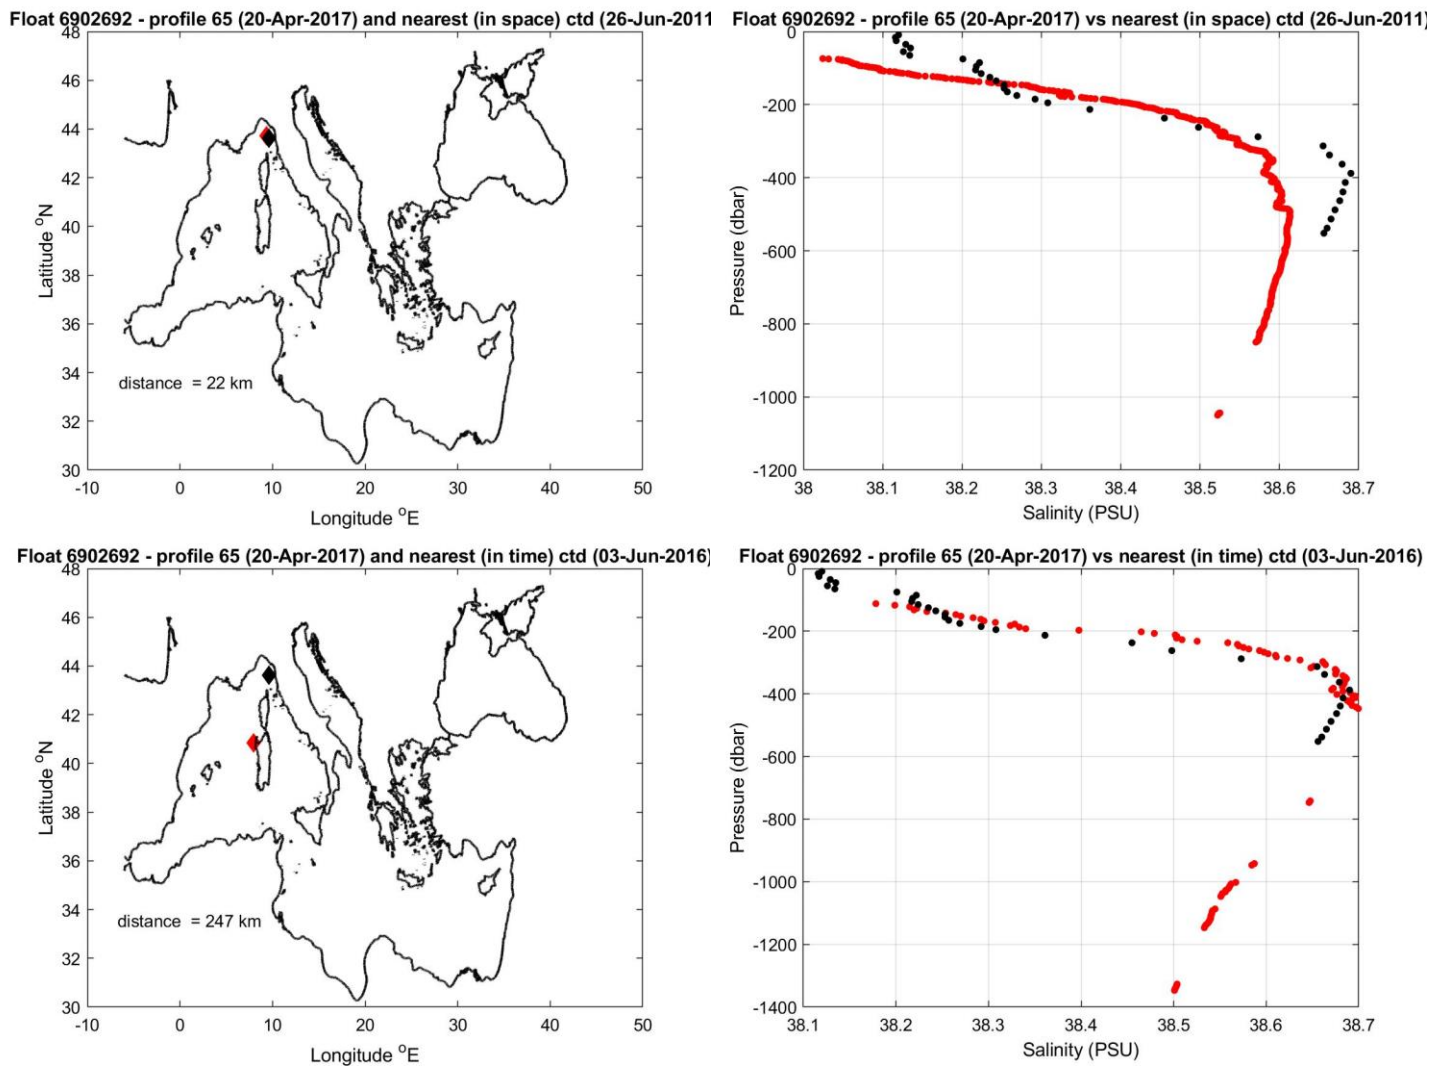 Float 6902692 - profile 65 (20-Apr-2017) and nearest (in space) ctd (26-Jun-2011
48
46
44
42
40
38
36
34
32
30
Latitude °N
distance = 22 km
-10 0 10 20 30 40 50
Longitude °E
Float 6902692 - profile 65 (20-Apr-2017) vs nearest (in space) ctd (26-Jun-2011)
0
-200
-400
-600
-800
-1000
-1200
Pressure (dbar)
38 38.1 38.2 38.3 38.4 38.5 38.6 38.7
Salinity (PSU)
Float 6902692 - profile 65 (20-Apr-2017) and nearest (in time) ctd (03-Jun-2016)
48
46
44
42
40
38
36
34
32
30
Latitude °N
distance = 247 km
-10 0 10 20 30 40 50
Longitude °E
Float 6902692 - profile 65 (20-Apr-2017) vs nearest (in time) ctd (03-Jun-2016)
0
-200
-400
-600
-800
-1000
-1200
-1400
Pressure (dbar)
38.1 38.2 38.3 38.4 38.5 38.6 38.7
Salinity (PSU)